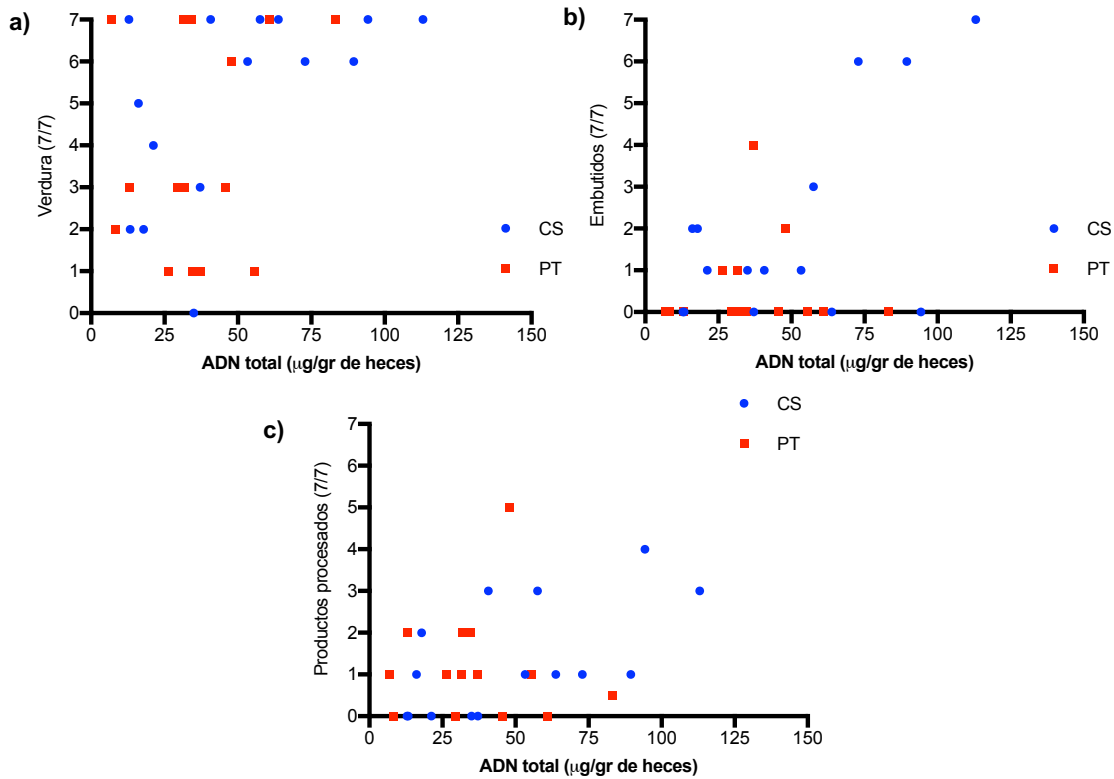 a)
Verdura (7/7)
7
6
5
4
3
2
1
0
0 25 50 75 100 125 150
ADN total (µg/gr de heces)
CS
PT
b)
Embutidos (7/7)
7
6
5
4
3
2
1
0
0 25 50 75 100 125 150
ADN total (µg/gr de heces)
CS
PT
c)
Productos procesados (7/7)
7
6
5
4
3
2
1
0
0 25 50 75 100 125 150
ADN total (µg/gr de heces)
CS
PT